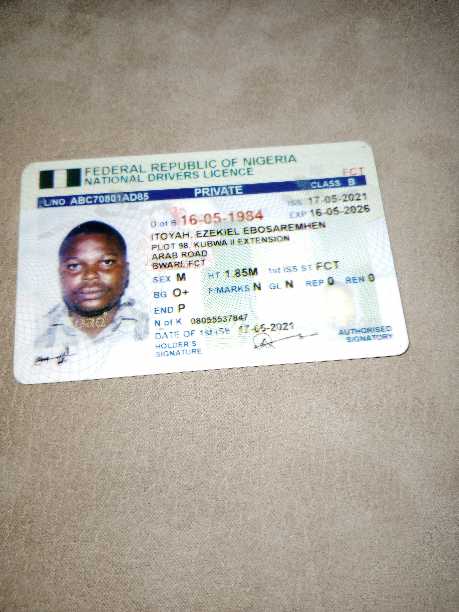 FEDERAL REPUBLIC OF NIGERIA
NATIONAL DRIVERS LICENCE
FCT
L/NO ABC70801AD85 PRIVATE CLASS B
D of B 16-05-1984 ISS 17-05-2021
EXP 16-05-2026
ITOYAH, EZEKIEL EBOSAREMHEN
PLOT 98, KUBWA II EXTENSION
ARAB ROAD
BWARI, FCT
SEX M HT 1.85M 1st ISS ST FCT
BG O+ F/MARKS N GL N REP 0 REN 0
END P
N of K 08055537847
DATE OF 1st ISS 17-05-2021
HOLDER'S
SIGNATURE
AUTHORISED
SIGNATORY